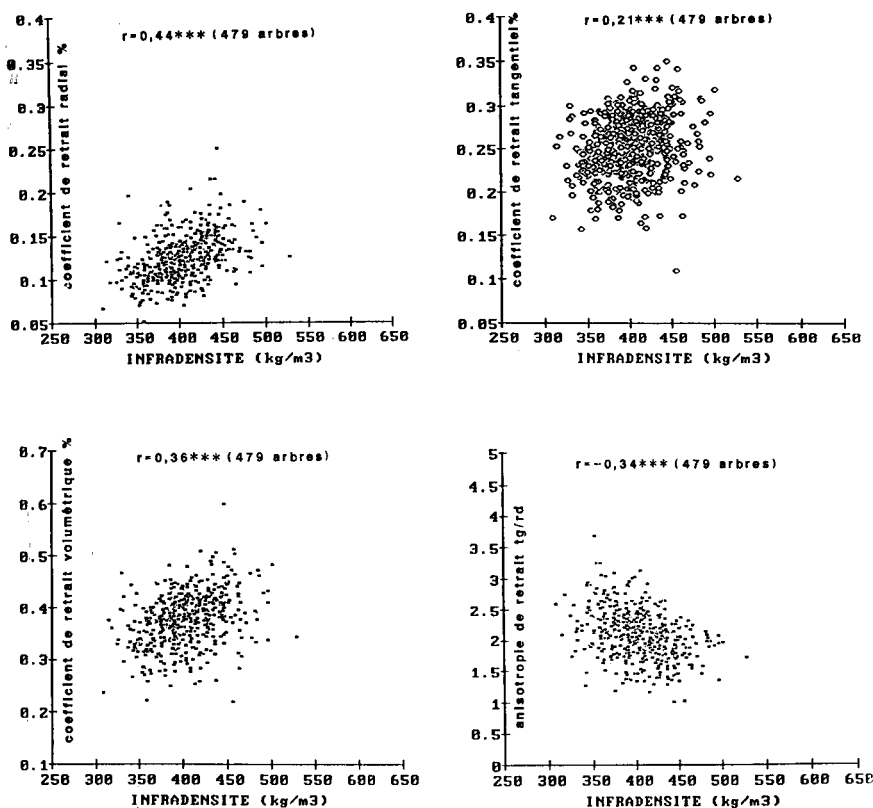 r=0,44*** (479 arbres)
coefficient de retrait radial %
0.4
0.35
0.3
0.25
0.2
0.15
0.1
0.05
250 300 350 400 450 500 550 600 650
INFRADENSITE (kg/m3)
r=0,21*** (479 arbres)
coefficient de retrait tangentiel%
0.4
0.35
0.3
0.25
0.2
0.15
0.1
0.05
250 300 350 400 450 500 550 600 650
INFRADENSITE (kg/m3)
r=0,36*** (479 arbres)
coefficient de retrait volumétrique %
0.7
0.6
0.5
0.4
0.3
0.2
0.1
250 300 350 400 450 500 550 600 650
INFRADENSITE (kg/m3)
r=-0,34*** (479 arbres)
anisotropie de retrait tg/rd
5
4.5
4
3.5
3
2.5
2
1.5
1
0.5
0
250 300 350 400 450 500 550 600 650
INFRADENSITE (kg/m3)